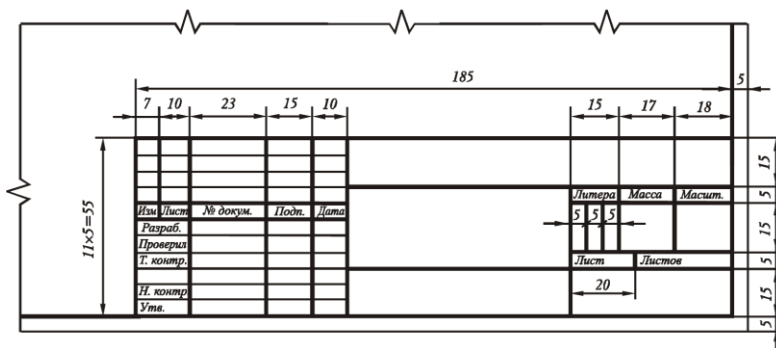 185
5
7 10 23 15 10
15 17 18
15
Литера Масса Масшт.
5
Изм Лист № докум. Подп. Дата
5 5 5
15
11×5=55
Разраб.
Проверил
Т. контр.
Лист Листов
5
20
Н. контр
15
Утв.
5